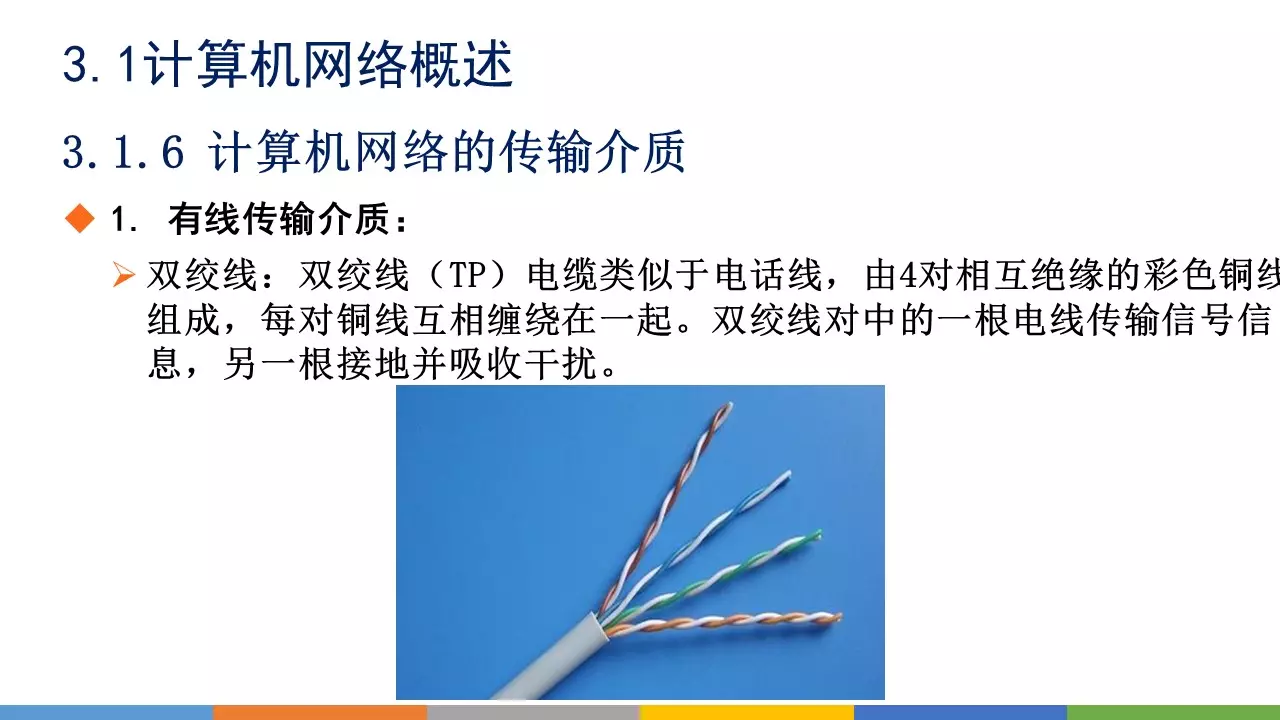 3.1计算机网络概述
3.1.6 计算机网络的传输介质
1. 有线传输介质：
双绞线：双绞线（TP）电缆类似于电话线，由4对相互绝缘的彩色铜线
组成，每对铜线互相缠绕在一起。双绞线对中的一根电线传输信号信
息，另一根接地并吸收干扰。